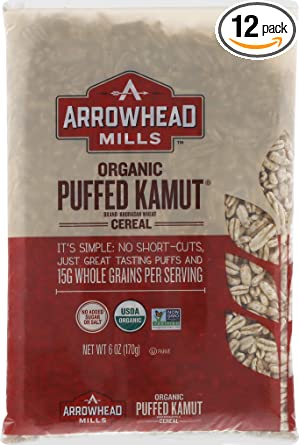 12
pack
ARROWHEAD
MILLS™
ORGANIC
PUFFED KAMUT®
BRAND KHORASAN WHEAT
CEREAL
IT'S SIMPLE: NO SHORT-CUTS,
JUST GREAT TASTING PUFFS AND
15G WHOLE GRAINS PER SERVING
NO ADDED
SUGAR
OR SALT
USDA
ORGANIC
NON
GMO
NET WT 6 OZ (170g)
U PARVE
ARROWHEAD
MILLS
ORGANIC
PUFFED KAMUT®
CEREAL